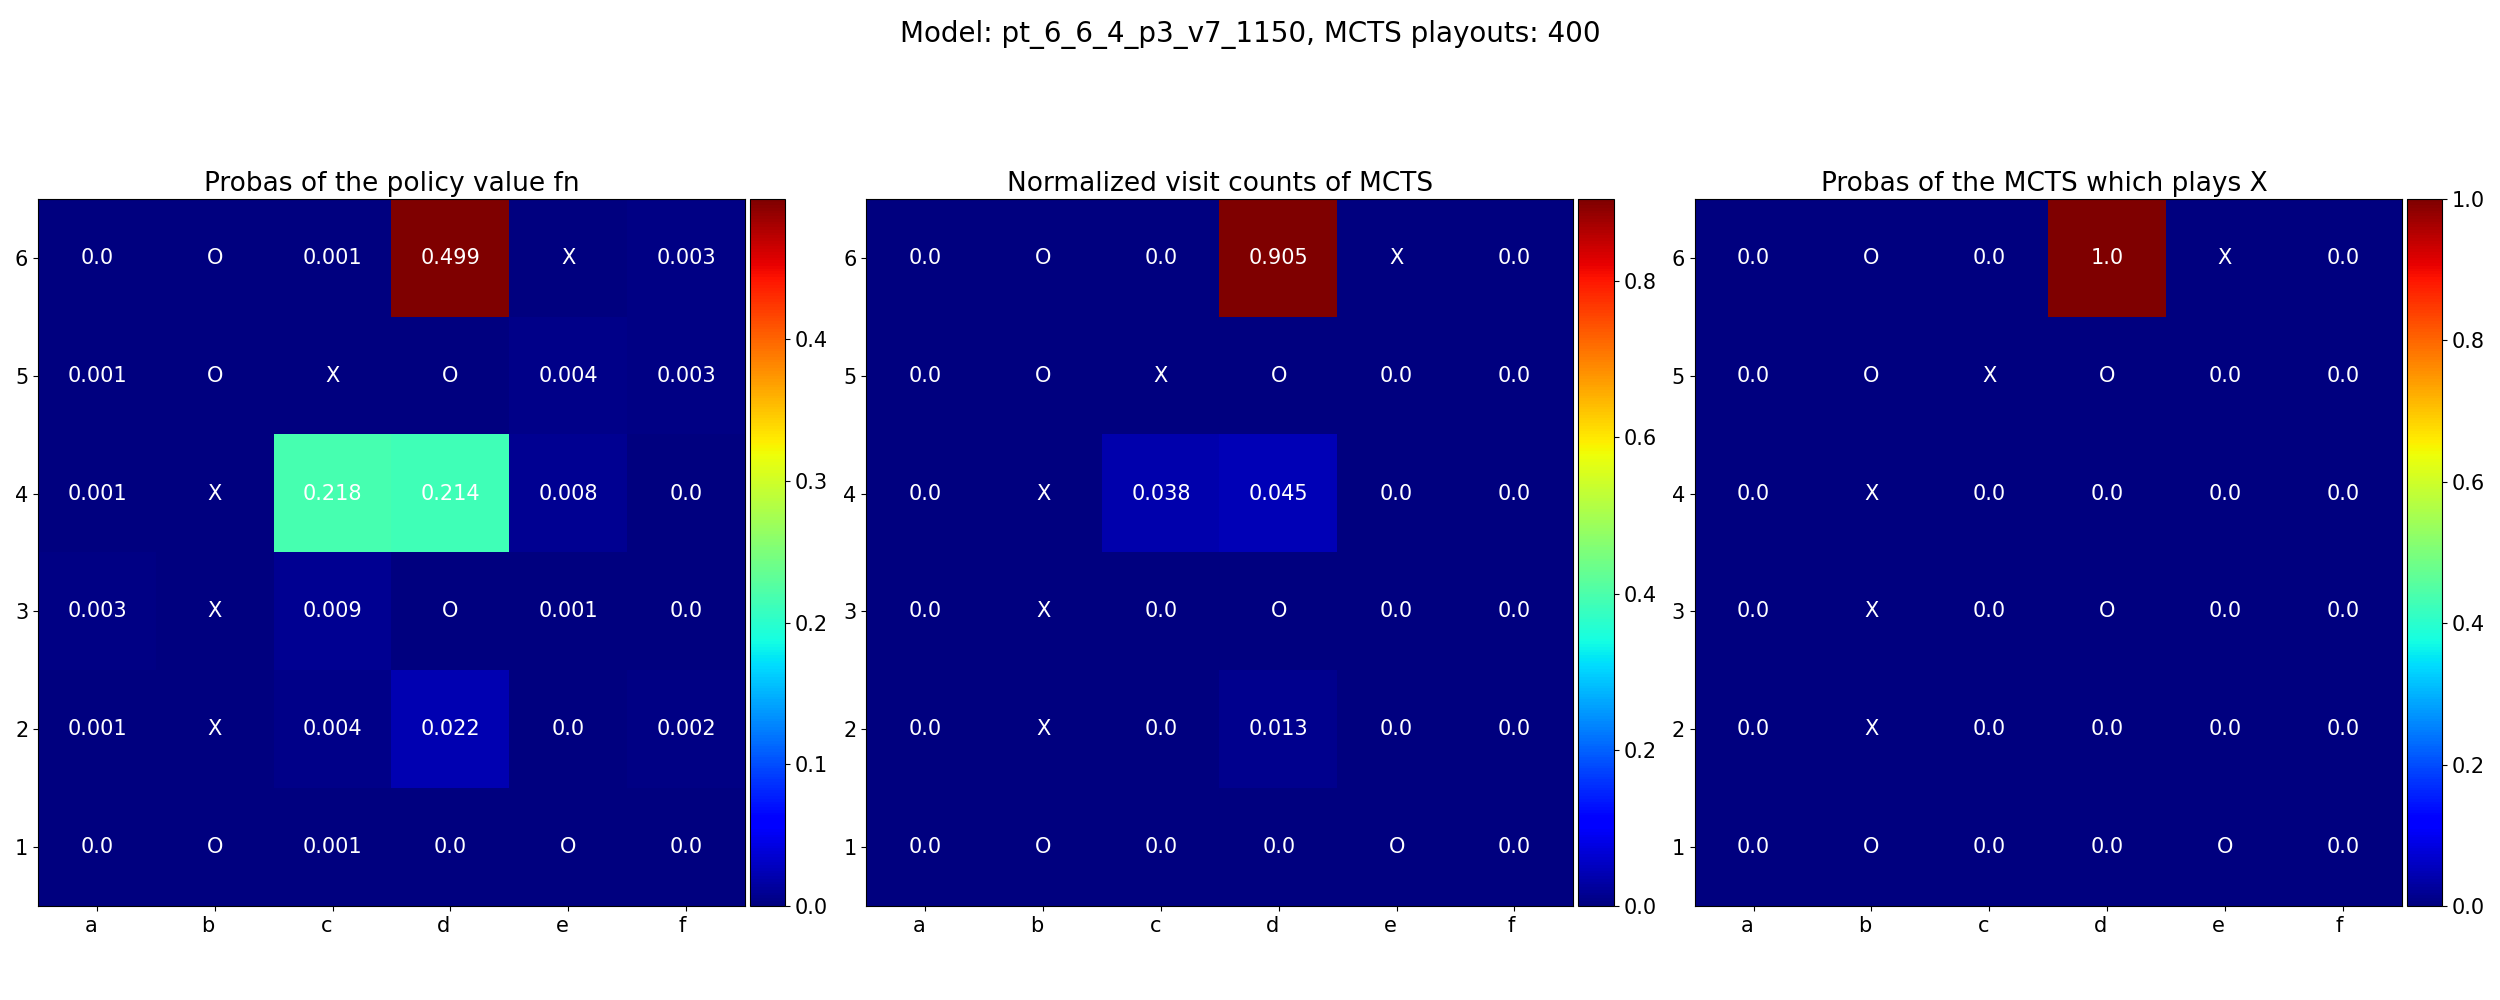 Model: pt_6_6_4_p3_v7_1150, MCTS playouts: 400
Probas of the policy value fn
6 0.0 O 0.001 0.499 X 0.003
5 0.001 O X O 0.004 0.003
4 0.001 X 0.218 0.214 0.008 0.0
3 0.003 X 0.009 O 0.001 0.0
2 0.001 X 0.004 0.022 0.0 0.002
1 0.0 O 0.001 0.0 O 0.0
a b c d e f
0.4
0.3
0.2
0.1
0.0
Normalized visit counts of MCTS
6 0.0 O 0.0 0.905 X 0.0
5 0.0 O X O 0.0 0.0
4 0.0 X 0.038 0.045 0.0 0.0
3 0.0 X 0.0 O 0.0 0.0
2 0.0 X 0.0 0.013 0.0 0.0
1 0.0 O 0.0 0.0 O 0.0
a b c d e f
0.8
0.6
0.4
0.2
0.0
Probas of the MCTS which plays X
6 0.0 O 0.0 1.0 X 0.0
5 0.0 O X O 0.0 0.0
4 0.0 X 0.0 0.0 0.0 0.0
3 0.0 X 0.0 O 0.0 0.0
2 0.0 X 0.0 0.0 0.0 0.0
1 0.0 O 0.0 0.0 O 0.0
a b c d e f
1.0
0.8
0.6
0.4
0.2
0.0